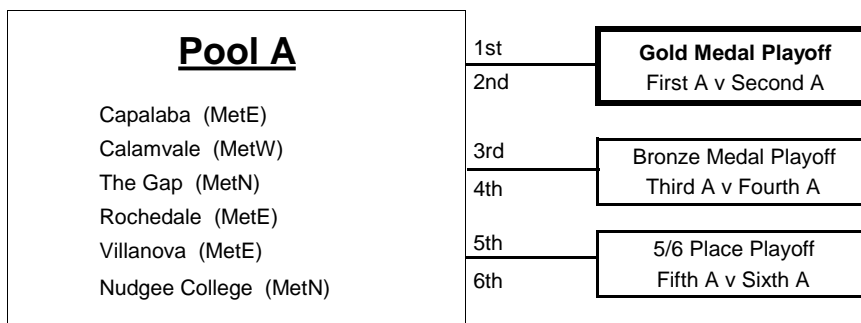 Pool A
Capalaba (MetE)
Calamvale (MetW)
The Gap (MetN)
Rochedale (MetE)
Villanova (MetE)
Nudgee College (MetN)
1st
2nd
Gold Medal Playoff
First A v Second A
3rd
4th
Bronze Medal Playoff
Third A v Fourth A
5th
6th
5/6 Place Playoff
Fifth A v Sixth A